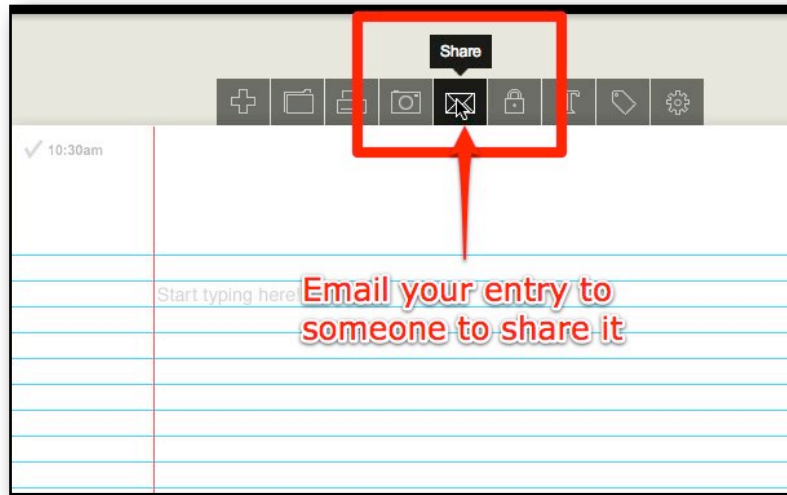 Share
T
10:30am
Start typing here!
Email your entry to
someone to share it